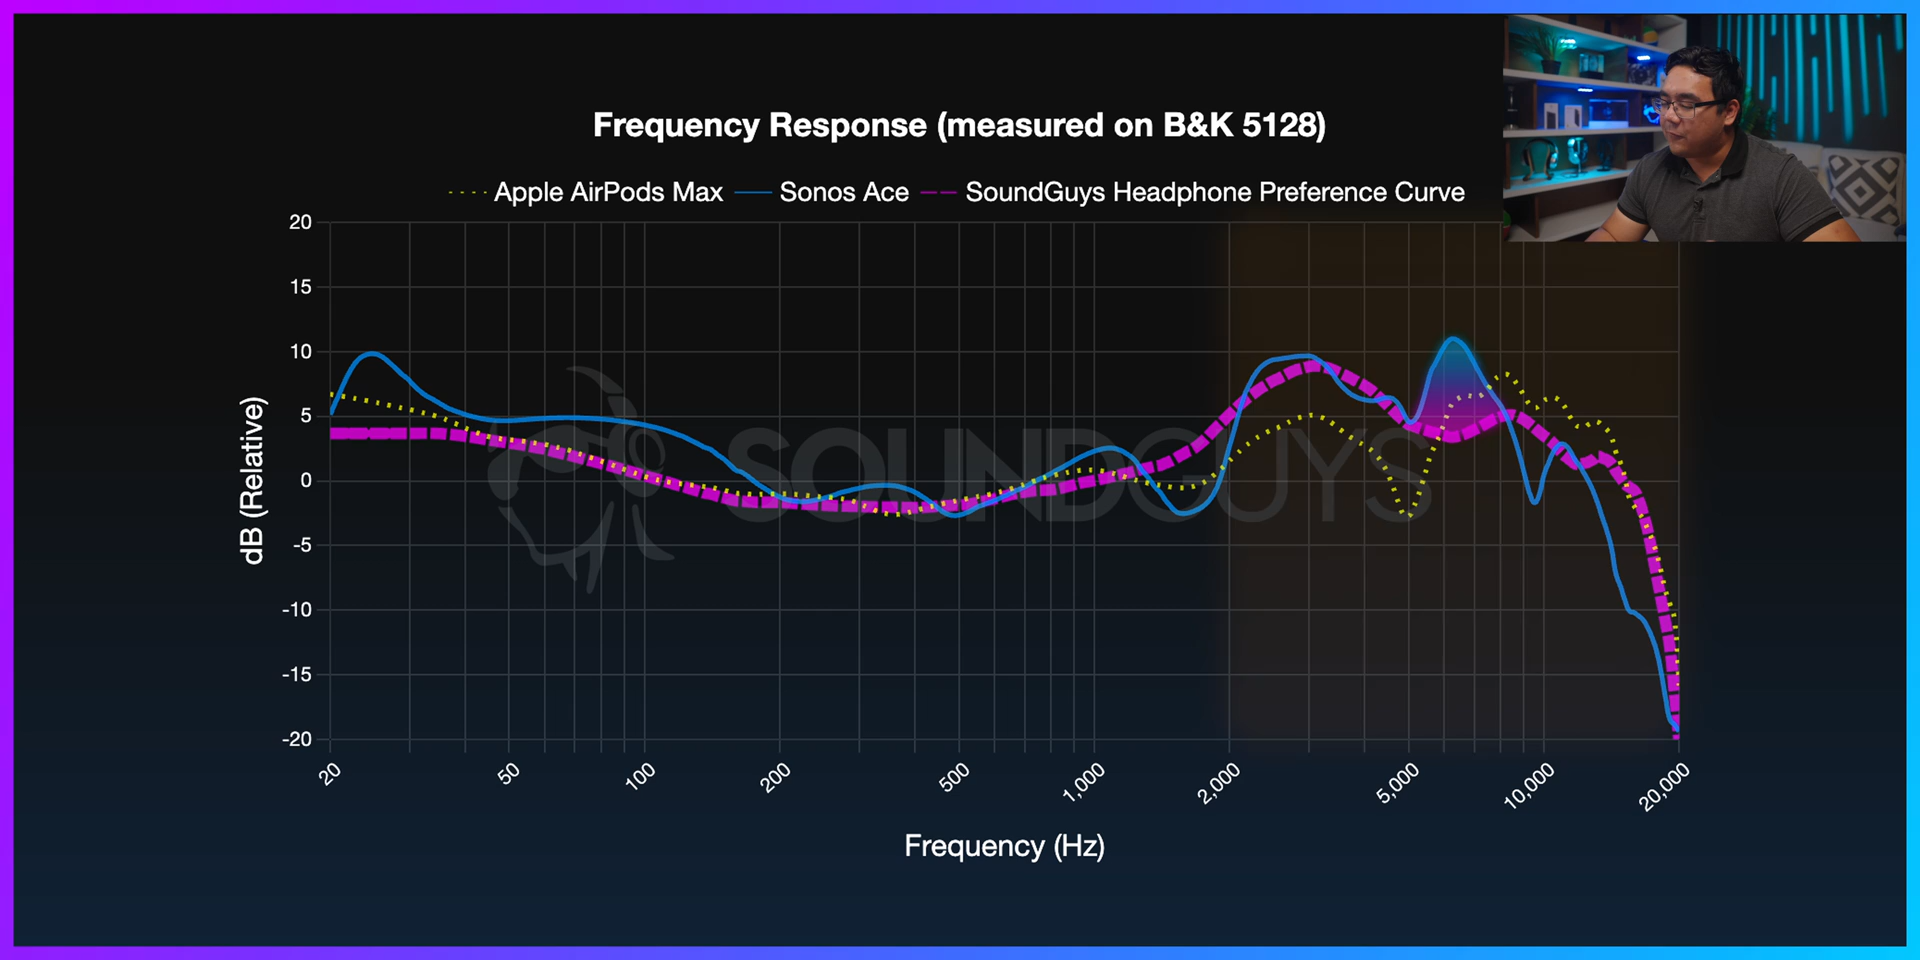 Frequency Response (measured on B&K 5128)
Apple AirPods Max Sonos Ace SoundGuys Headphone Preference Curve
20
15
10
5
0
-5
-10
-15
-20
dB (Relative)
SOUNDGUYS
20 50 100 200 500 1,000 2,000 5,000 10,000 20,000
Frequency (Hz)